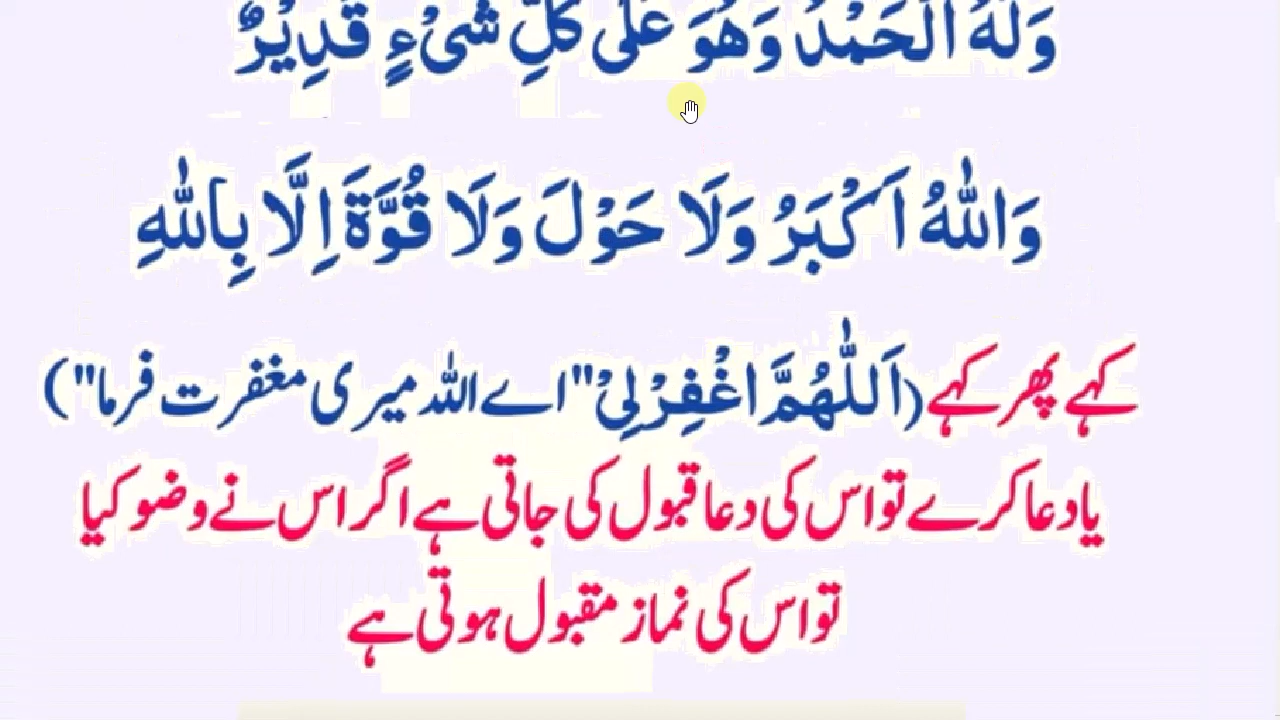 وَلَهُ الْحَمْدُ وَهُوَ عَلٰى كُلِّ شَىْءٍ قَدِيْرٌ
وَاللّٰهُ اَكْبَرُ وَلَا حَوْلَ وَلَا قُوَّةَ اِلَّا بِاللّٰهِ
کہے پھر کہے (اَللّٰهُمَّ اغْفِرْلِیْ "اے اللہ میری مغفرت فرما")
یا دعا کرے تو اس کی دعا قبول کی جاتی ہے اگر اس نے وضو کیا
تو اس کی نماز مقبول ہوتی ہے